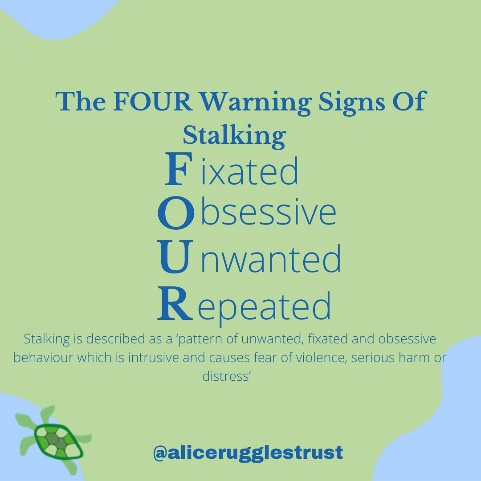 The FOUR Warning Signs Of
Stalking
Fixated
Obsessive
Unwanted
Repeated
Stalking is described as a ‘pattern of unwanted, fixated and obsessive
behaviour which is intrusive and causes fear of violence, serious harm or
distress’
@alicerugglestrust